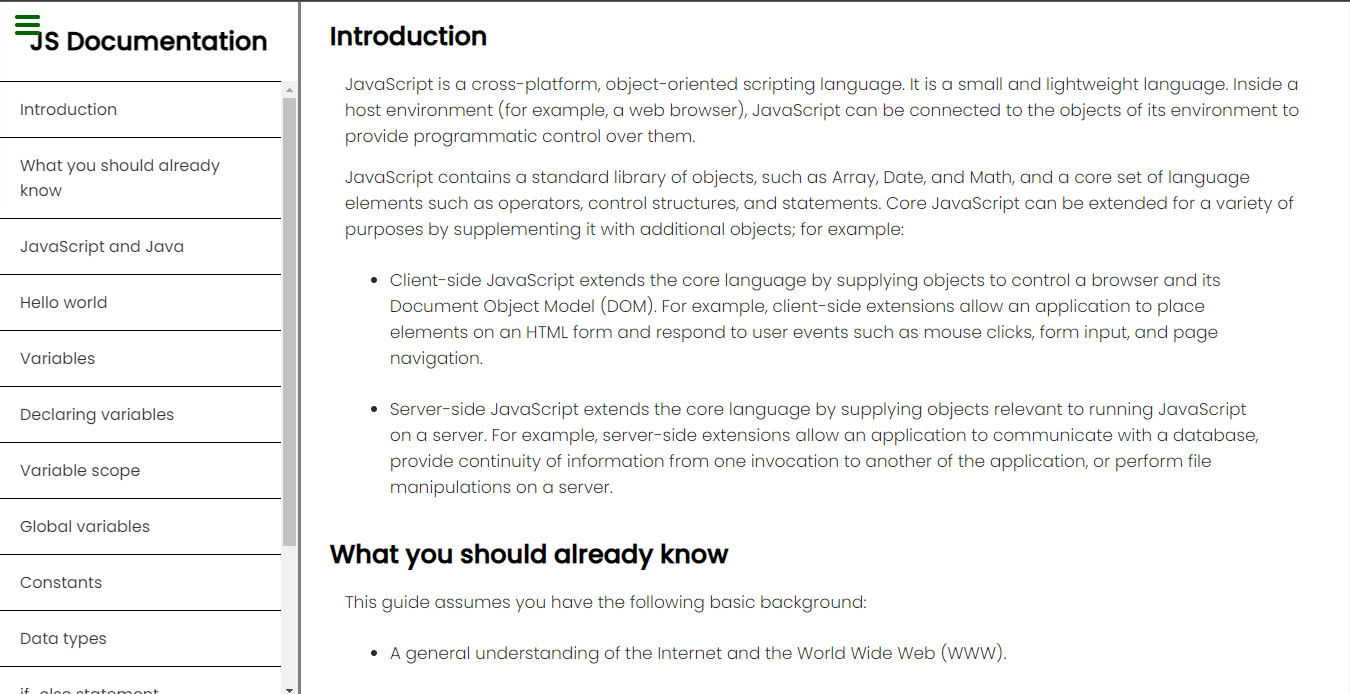 JS Documentation
Introduction
What you should already
know
JavaScript and Java
Hello world
Variables
Declaring variables
Variable scope
Global variables
Constants
Data types
if...else statement
Introduction
JavaScript is a cross-platform, object-oriented scripting language. It is a small and lightweight language. Inside a
host environment (for example, a web browser), JavaScript can be connected to the objects of its environment to
provide programmatic control over them.
JavaScript contains a standard library of objects, such as Array, Date, and Math, and a core set of language
elements such as operators, control structures, and statements. Core JavaScript can be extended for a variety of
purposes by supplementing it with additional objects; for example:
• Client-side JavaScript extends the core language by supplying objects to control a browser and its
Document Object Model (DOM). For example, client-side extensions allow an application to place
elements on an HTML form and respond to user events such as mouse clicks, form input, and page
navigation.
• Server-side JavaScript extends the core language by supplying objects relevant to running JavaScript
on a server. For example, server-side extensions allow an application to communicate with a database,
provide continuity of information from one invocation to another of the application, or perform file
manipulations on a server.
What you should already know
This guide assumes you have the following basic background:
• A general understanding of the Internet and the World Wide Web (WWW).